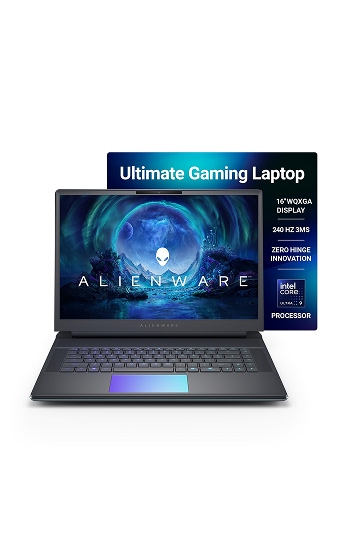 Ultimate Gaming Laptop
16" WQXGA
DISPLAY
240 HZ 3MS
ZERO HINGE
INNOVATION
intel
CORE
ULTRA 9
PROCESSOR
ALIENWARE
ALIENWARE